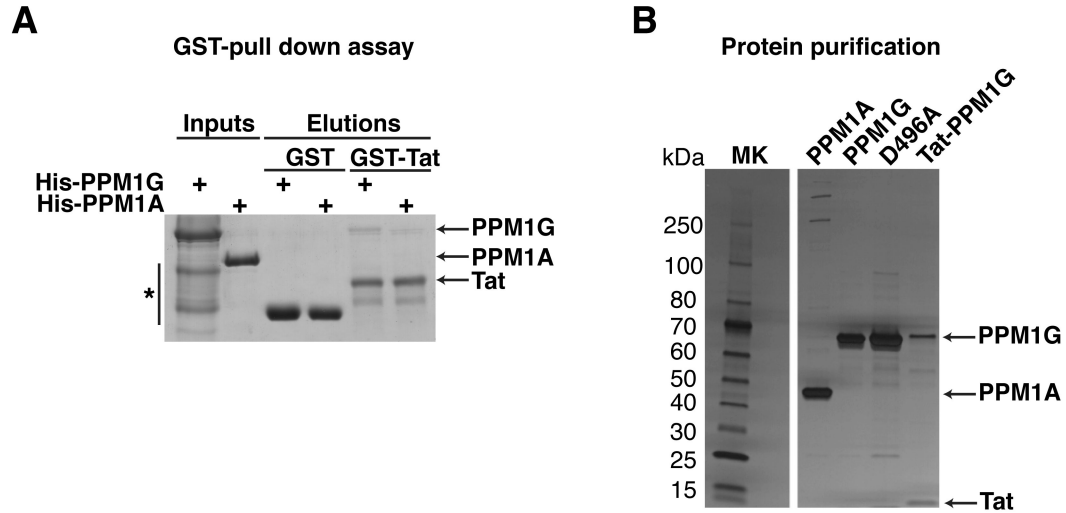 A
GST-pull down assay
Inputs Elutions
GST GST-Tat
His-PPM1G + + +
His-PPM1A + + +
PPM1G
PPM1A
Tat
*
B
Protein purification
kDa MK PPM1A PPM1G D496A Tat-PPM1G
250
100
80
70
60
50
40
30
25
15
PPM1G
PPM1A
Tat